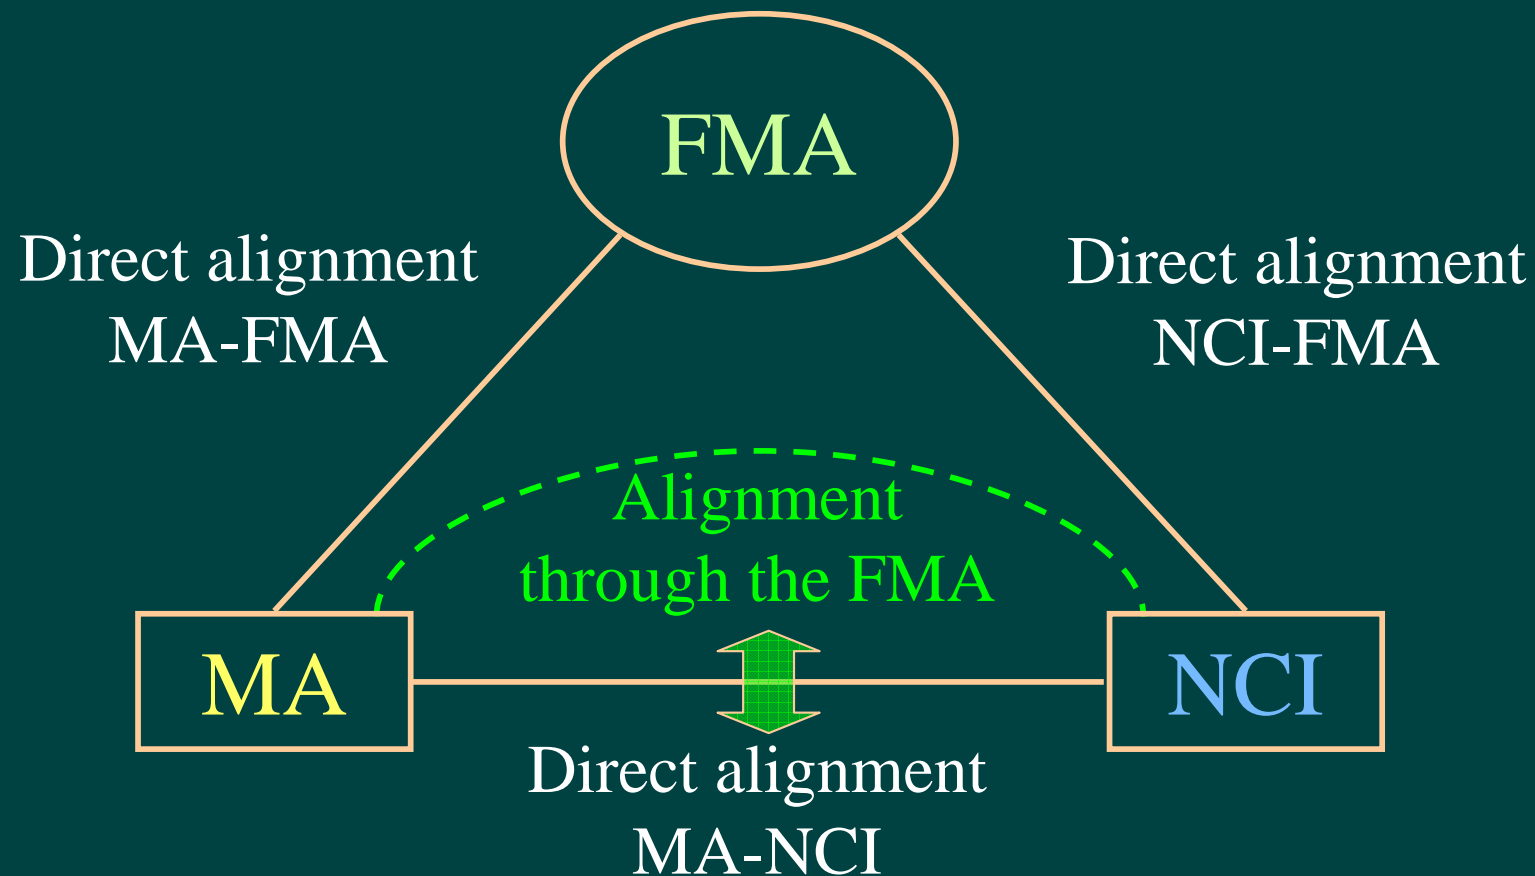 FMA
Direct alignment
MA-FMA
Direct alignment
NCI-FMA
Alignment
through the FMA
MA
NCI
Direct alignment
MA-NCI